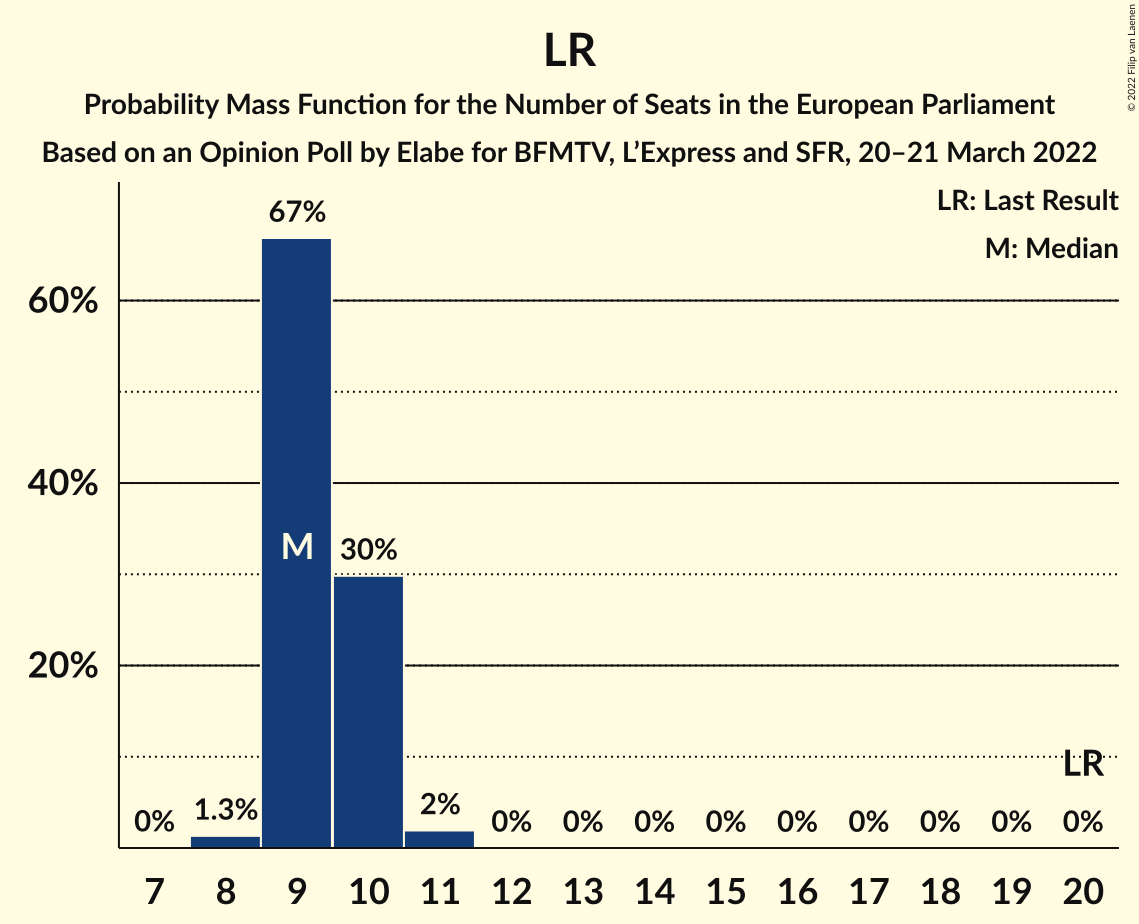 LR
Probability Mass Function for the Number of Seats in the European Parliament
Based on an Opinion Poll by Elabe for BFMTV, L’Express and SFR, 20–21 March 2022
© 2022 Filip van Laenen
LR: Last Result
M: Median
67%
60%
40%
M
30%
20%
LR
0%
1.3%
2%
0%
0%
0%
0%
0%
0%
0%
0%
0%
7 8 9 10 11 12 13 14 15 16 17 18 19 20